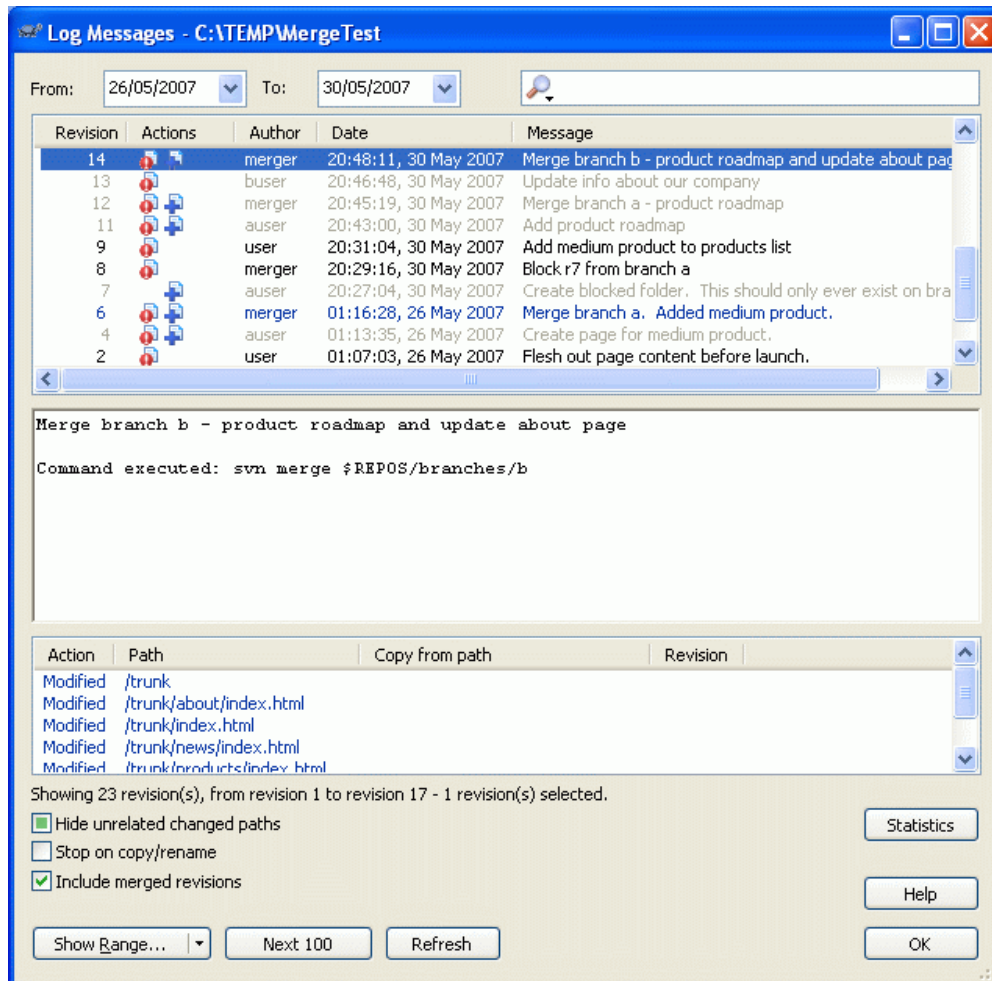 Log Messages - C:\TEMP\MergeTest
From: 26/05/2007 To: 30/05/2007
Revision Actions Author Date Message
14 merger 20:48:11, 30 May 2007 Merge branch b - product roadmap and update about pag
13 buser 20:46:48, 30 May 2007 Update info about our company
12 merger 20:45:19, 30 May 2007 Merge branch a - product roadmap
11 auser 20:43:00, 30 May 2007 Add product roadmap
9 user 20:31:04, 30 May 2007 Add medium product to products list
8 merger 20:29:16, 30 May 2007 Block r7 from branch a
7 auser 20:27:04, 30 May 2007 Create blocked folder. This should only ever exist on bra
6 merger 01:16:28, 26 May 2007 Merge branch a. Added medium product.
4 auser 01:13:35, 26 May 2007 Create page for medium product.
2 user 01:07:03, 26 May 2007 Flesh out page content before launch.
Merge branch b - product roadmap and update about page
Command executed: svn merge $REPOS/branches/b
Action Path Copy from path Revision
Modified /trunk
Modified /trunk/about/index.html
Modified /trunk/index.html
Modified /trunk/news/index.html
Modified /trunk/products/index.html
Showing 23 revision(s), from revision 1 to revision 17 - 1 revision(s) selected.
Hide unrelated changed paths
Statistics
Stop on copy/rename
Include merged revisions
Help
Show Range... Next 100 Refresh OK